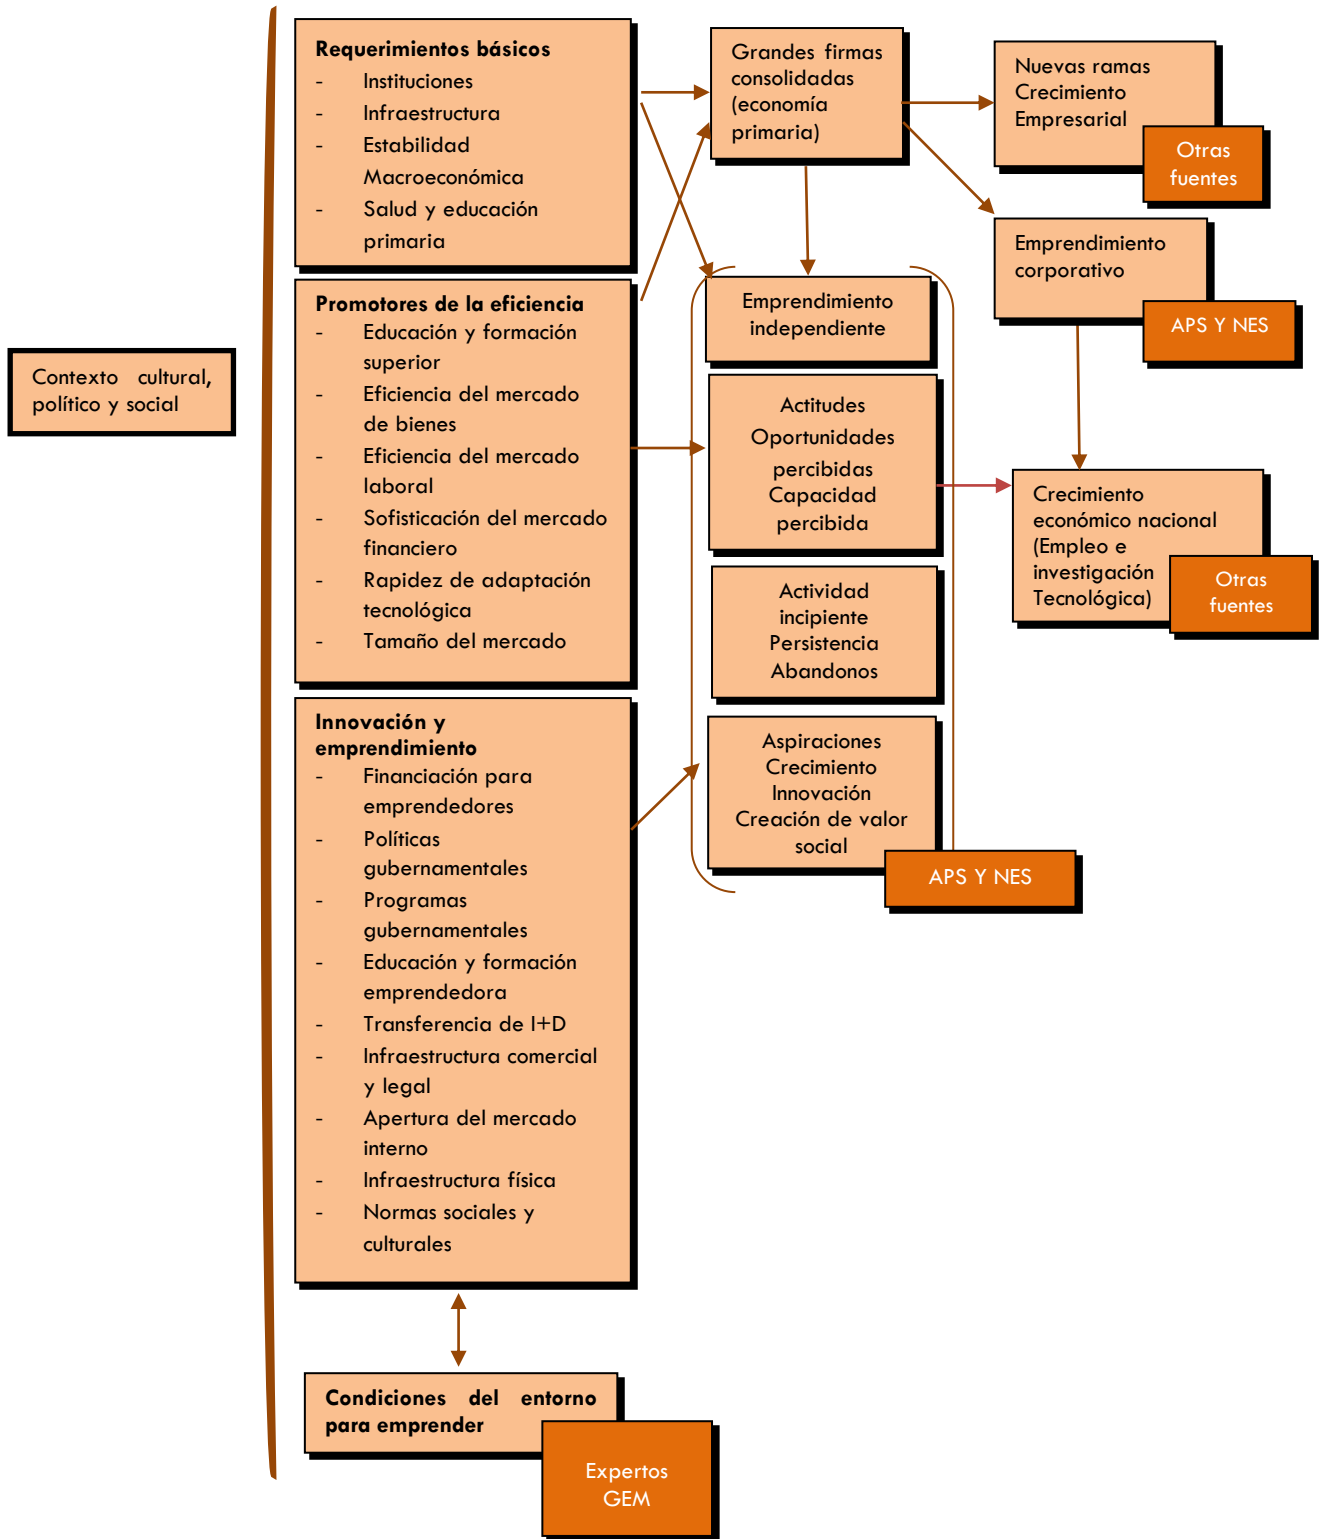 Contexto cultural,
político y social
Requerimientos básicos
- Instituciones
- Infraestructura
- Estabilidad
Macroeconómica
- Salud y educación
primaria
Promotores de la eficiencia
- Educación y formación
superior
- Eficiencia del mercado
de bienes
- Eficiencia del mercado
laboral
- Sofisticación del mercado
financiero
- Rapidez de adaptación
tecnológica
- Tamaño del mercado
Innovación y
emprendimiento
- Financiación para
emprendedores
- Políticas
gubernamentales
- Programas
gubernamentales
- Educación y formación
emprendedora
- Transferencia de I+D
- Infraestructura comercial
y legal
- Apertura del mercado
interno
- Infraestructura física
- Normas sociales y
culturales
Condiciones del entorno
para emprender
Expertos
GEM
Grandes firmas
consolidadas
(economía
primaria)
Emprendimiento
independiente
Actitudes
Oportunidades
percibidas
Capacidad
percibida
Actividad
incipiente
Persistencia
Abandonos
Aspiraciones
Crecimiento
Innovación
Creación de valor
social
APS Y NES
Nuevas ramas
Crecimiento
Empresarial
Otras
fuentes
Emprendimiento
corporativo
APS Y NES
Crecimiento
económico nacional
(Empleo e
investigación
Tecnológica)
Otras
fuentes